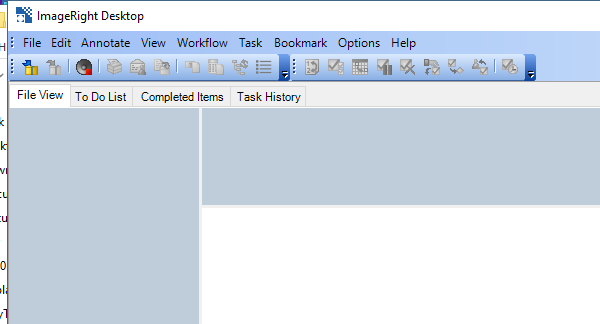 ImageRight Desktop
File Edit Annotate View Workflow Task Bookmark Options Help
File View To Do List Completed Items Task History